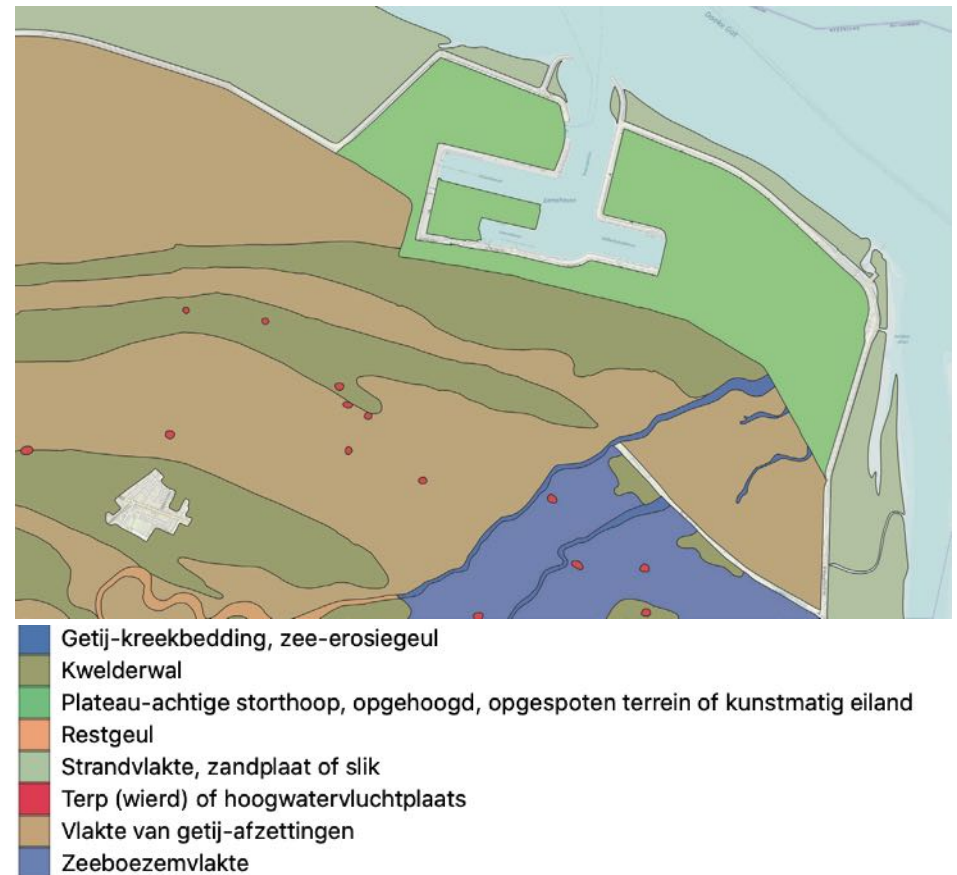 Eemshaven
Getij-kreekbedding, zee-erosiegeul
Kwelderwal
Plateau-achtige storthoop, opgehoogd, opgespoten terrein of kunstmatig eiland
Restgeul
Strandvlakte, zandplaat of slik
Terp (wierd) of hoogwatervluchtplaats
Vlakte van getij-afzettingen
Zeeboezemvlakte